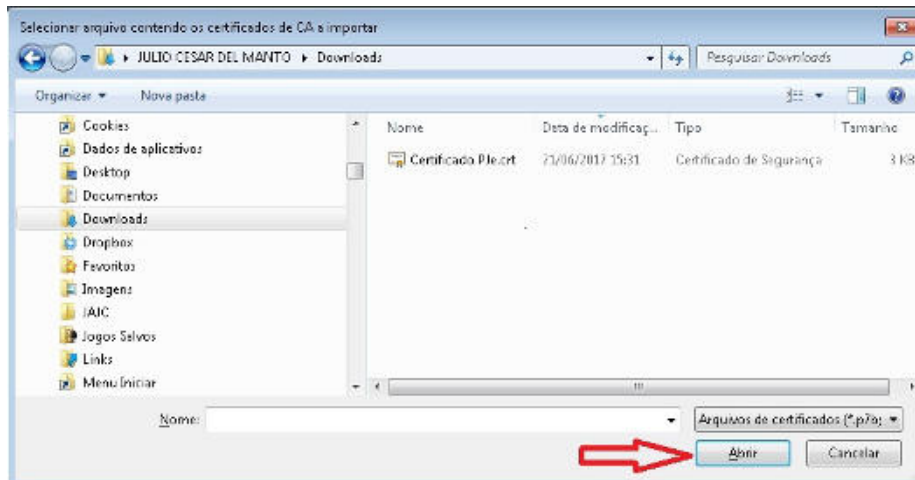 Selecionar arquivo contendo os certificados de CA a importar
JULIO CESAR DEL MANTO ▸ Downloads
Pesquisar Downloads
Organizar
Nova pasta
Nome
Data de modificaç...
Tipo
Tamanho
Cookies
Dados de aplicativos
Desktop
Documentos
Downloads
Dropbox
Favoritos
Imagens
JAJC
Jogos Salvos
Links
Menu Iniciar
Certificado PJe.crt
21/06/2017 15:31
Certificado de Segurança
3 KB
Nome:
Arquivos de certificados (*.p7b;
Abrir
Cancelar